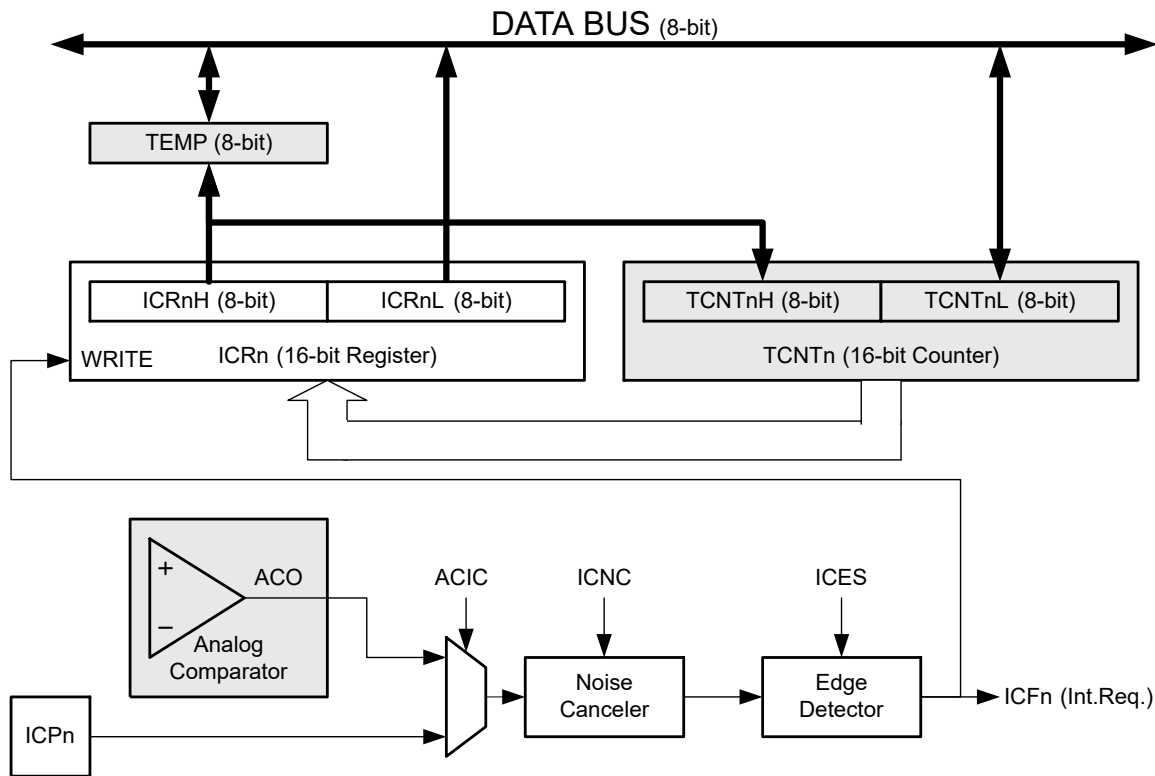 DATA BUS (8-bit)
TEMP (8-bit)
ICRnH (8-bit)
ICRnL (8-bit)
TCNTnH (8-bit)
TCNTnL (8-bit)
WRITE
ICRn (16-bit Register)
TCNTn (16-bit Counter)
+
ACO
−
Analog
Comparator
ACIC
ICNC
ICES
Noise
Canceler
Edge
Detector
ICFn (Int.Req.)
ICPn